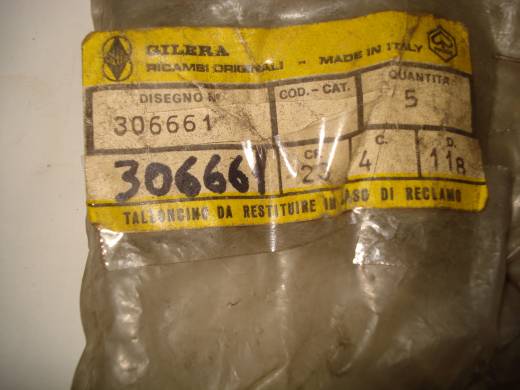 GILERA
RICAMBI ORIGINALI - MADE IN ITALY
DISEGNO N. COD.-CAT. QUANTITÀ
306661 5
C. D.
306661 4 118
TALLONCINO DA RESTITUIRE IN CASO DI RECLAMO